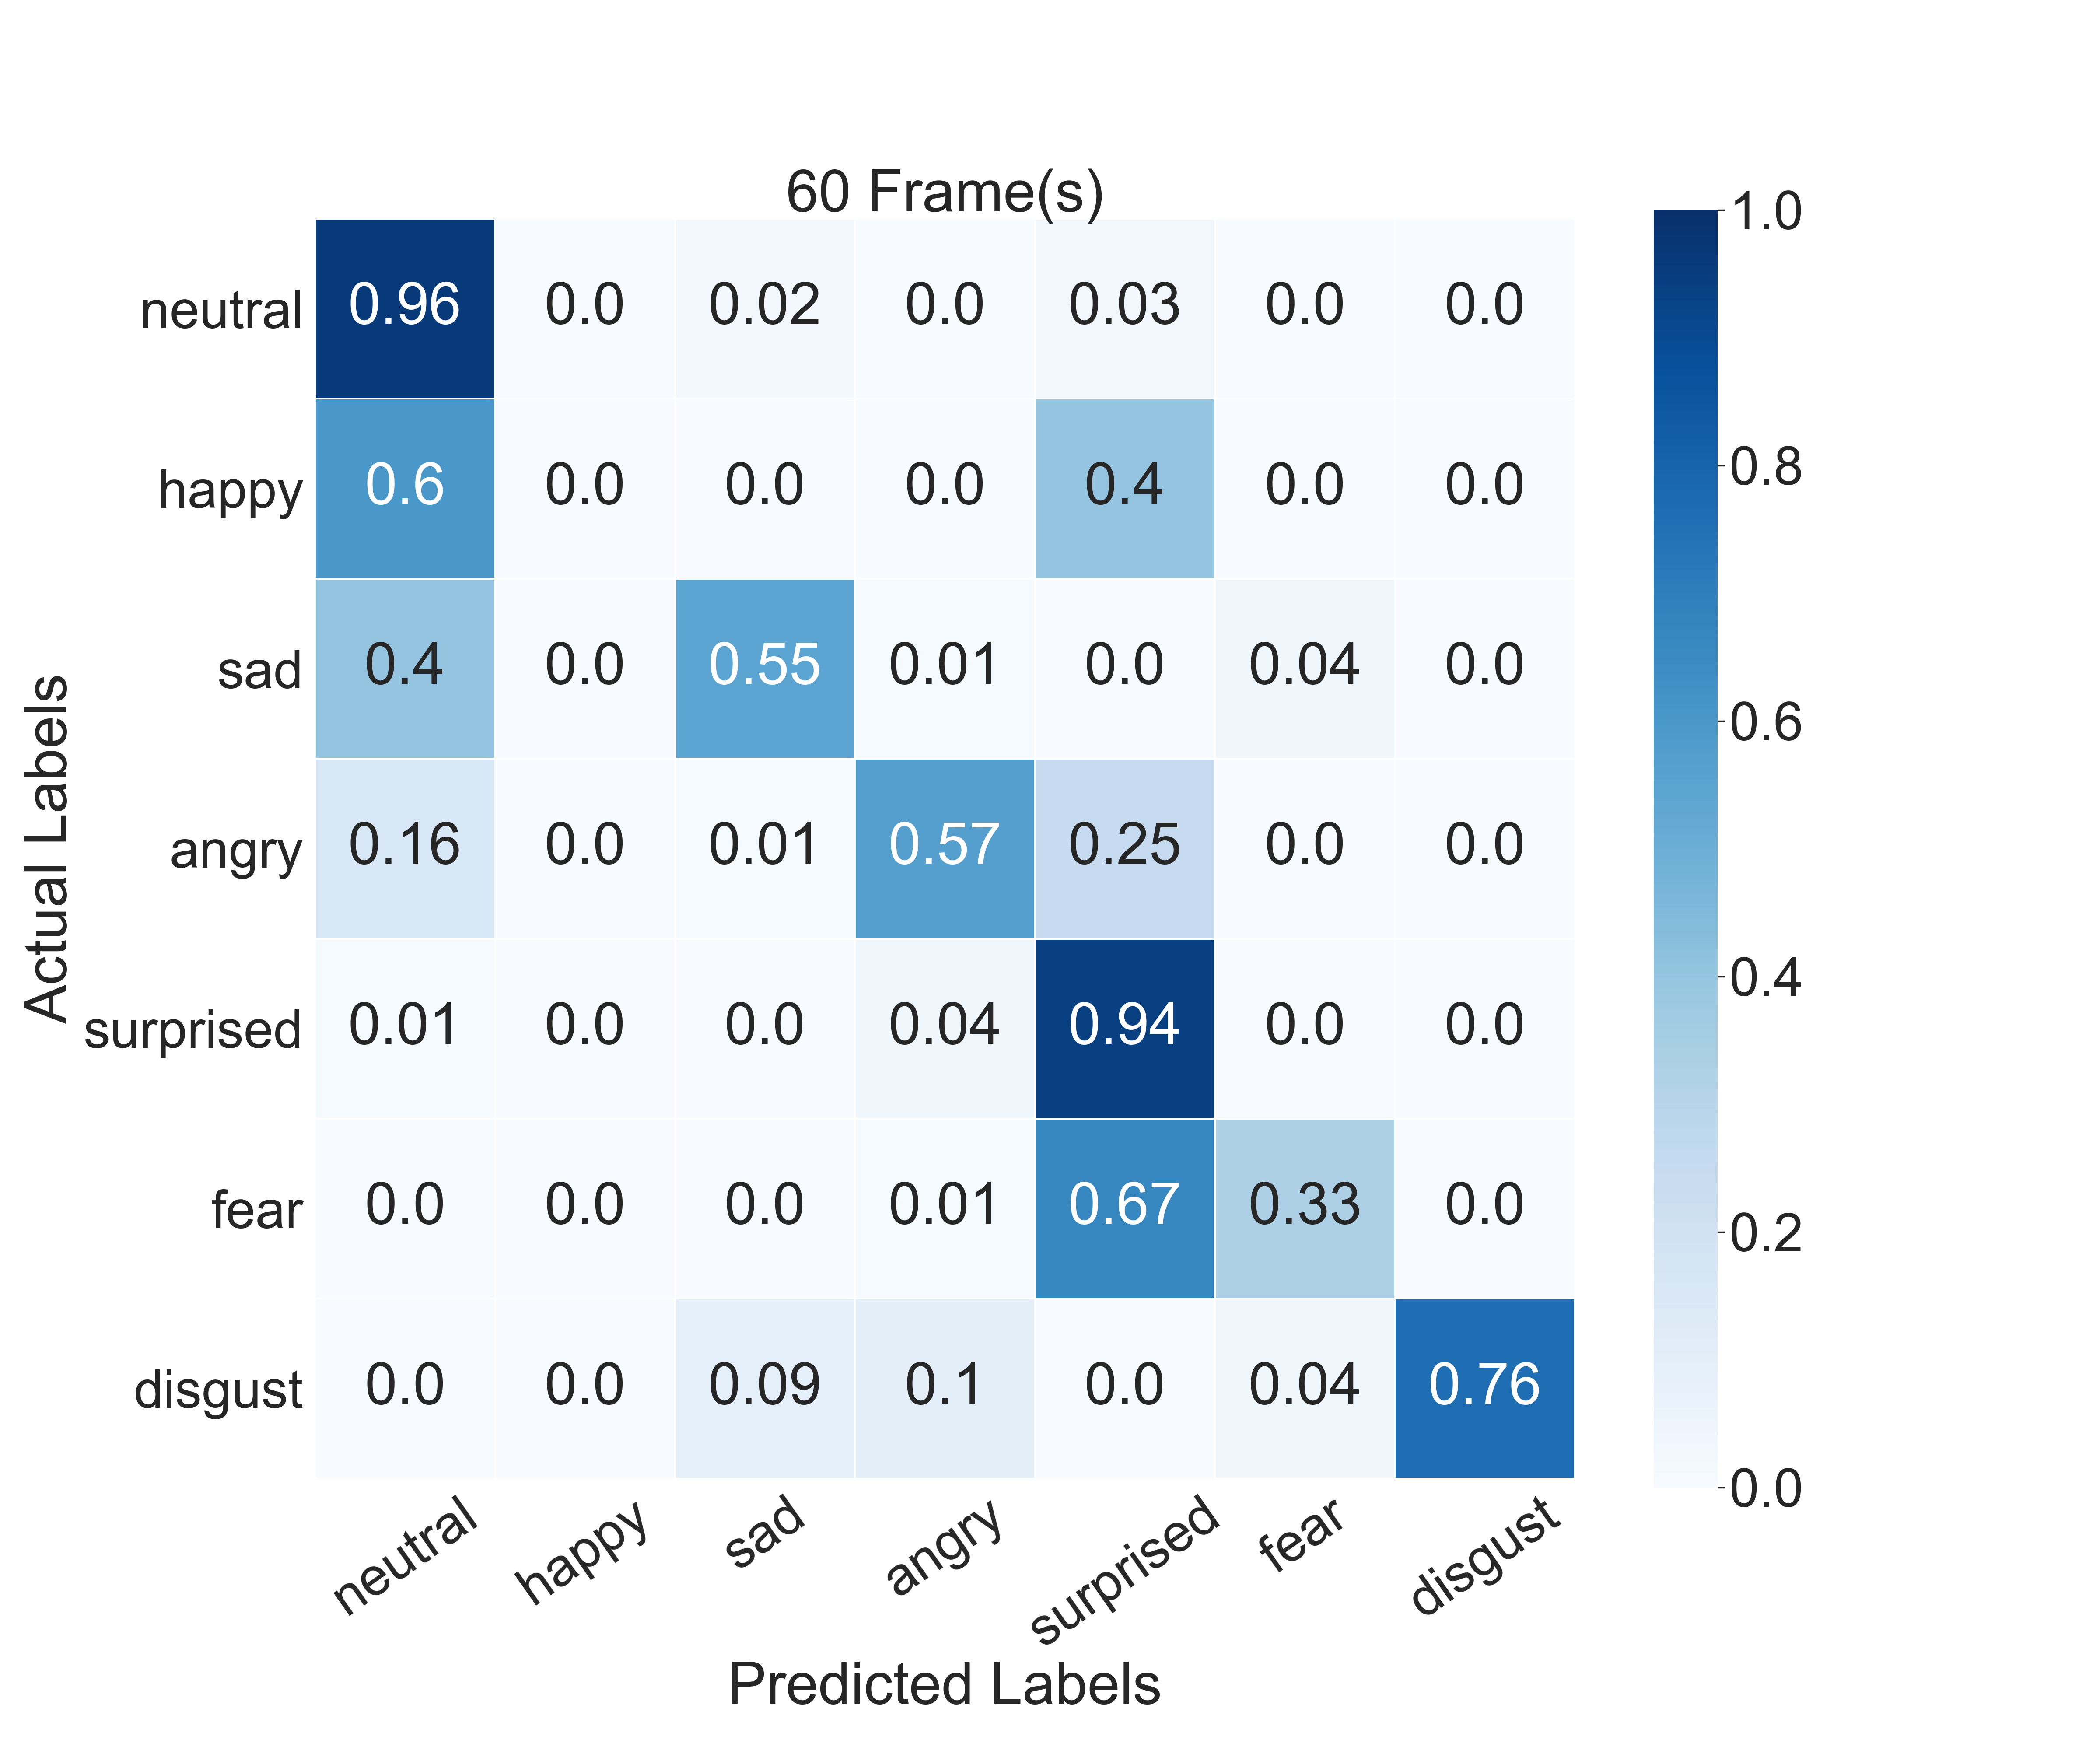 60 Frame(s)
1.0
neutral 0.96 0.0 0.02 0.0 0.03 0.0 0.0
happy 0.6 0.0 0.0 0.0 0.4 0.0 0.0
0.8
sad 0.4 0.0 0.55 0.01 0.0 0.04 0.0
0.6
angry 0.16 0.0 0.01 0.57 0.25 0.0 0.0
Actual Labels
0.4
surprised 0.01 0.0 0.0 0.04 0.94 0.0 0.0
fear 0.0 0.0 0.0 0.01 0.67 0.33 0.0
0.2
disgust 0.0 0.0 0.09 0.1 0.0 0.04 0.76
0.0
neutral happy sad angry surprised fear disgust
Predicted Labels